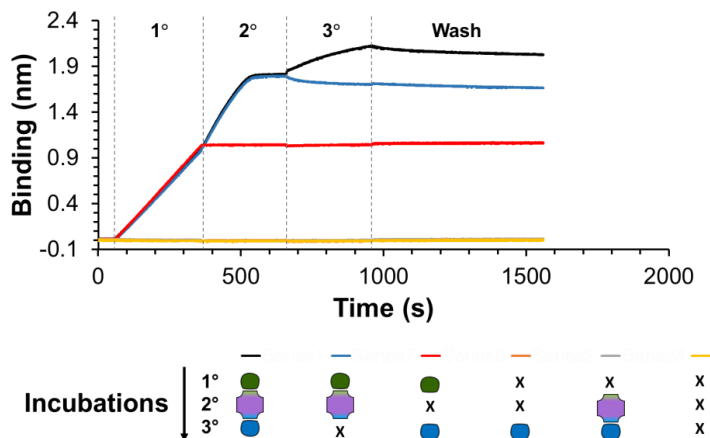 1° 2° 3° Wash
2.4
1.9
1.4
0.9
0.4
-0.1
Binding (nm)
0 500 1000 1500 2000
Time (s)
Incubations
1° x x x
2° x x x
3° x x